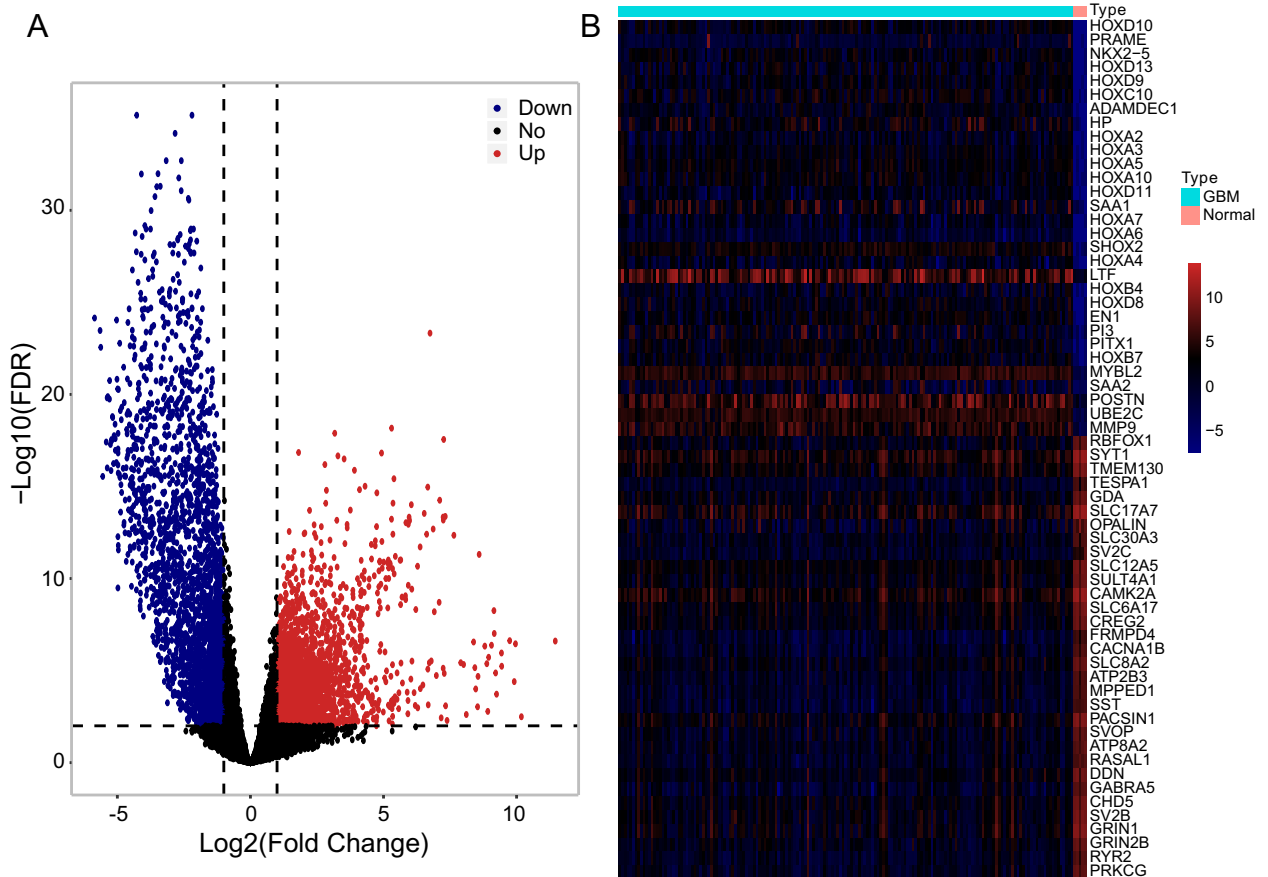 A
Down
No
Up
30
20
10
0
-5
0
5
10
−Log10(FDR)
Log2(Fold Change)
B
Type
HOXD10
PRAME
NKX2−5
HOXD13
HOXD9
HOXC10
ADAMDEC1
HP
HOXA2
HOXA3
HOXA5
HOXA10
HOXD11
SAA1
HOXA7
HOXA6
SHOX2
HOXA4
LTF
HOXB4
HOXD8
EN1
PI3
PITX1
HOXB7
MYBL2
SAA2
POSTN
UBE2C
MMP9
RBFOX1
SYT1
TMEM130
TESPA1
GDA
SLC17A7
OPALIN
SLC30A3
SV2C
SLC12A5
SULT4A1
CAMK2A
SLC6A17
CREG2
FRMPD4
CACNA1B
SLC8A2
ATP2B3
MPPED1
SST
PACSIN1
SVOP
ATP8A2
RASAL1
DDN
GABRA5
CHD5
SV2B
GRIN1
GRIN2B
RYR2
PRKCG
Type
GBM
Normal
10
5
0
−5